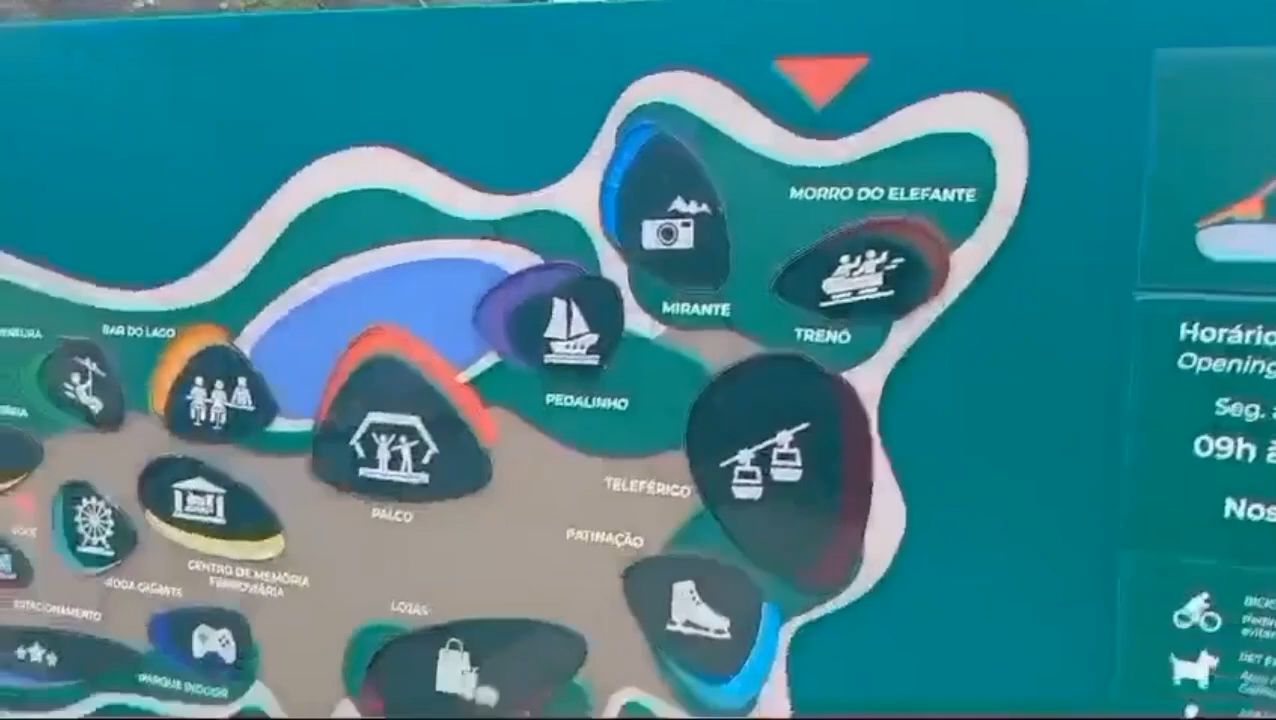 MORRO DO ELEFANTE
MIRANTE
TRENÓ
BAR DO LAGO
PEDALINHO
TELEFÉRICO
PALCO
PATINAÇÃO
CENTRO DE MEMÓRIA
FERROVIÁRIA
RODA GIGANTE
ESTACIONAMENTO
LOJAS
PARQUE INDOOR
Horário
Opening
Seg.
09h à
Nos